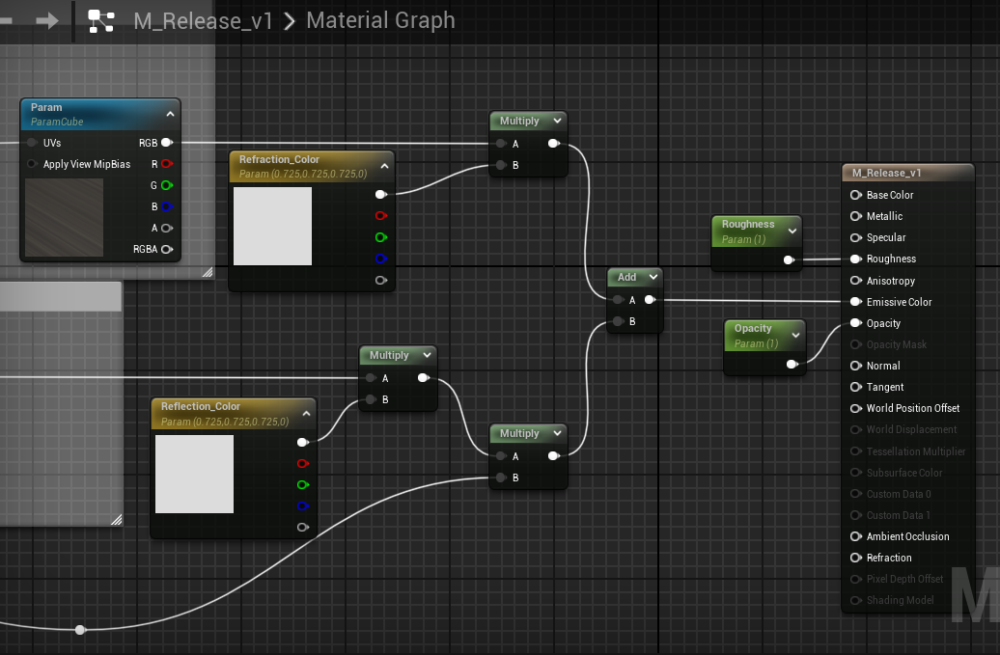 M_Release_v1 > Material Graph
Param
ParamCube
UVs
RGB
Apply View MipBias
R
G
B
A
RGBA
Refraction_Color
Param (0.725,0.725,0.725,0)
Multiply
A
B
M_Release_v1
Base Color
Metallic
Specular
Roughness
Anisotropy
Emissive Color
Opacity
Opacity Mask
Normal
Tangent
World Position Offset
World Displacement
Tessellation Multiplier
Subsurface Color
Custom Data 0
Custom Data 1
Ambient Occlusion
Refraction
Pixel Depth Offset
Shading Model
Roughness
Param (1)
Add
A
B
Opacity
Param (1)
Multiply
A
B
Reflection_Color
Param (0.725,0.725,0.725,0)
Multiply
A
B
M